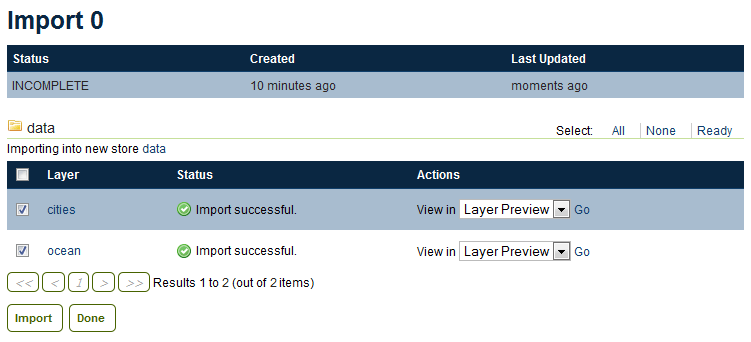 Import 0
Status Created Last Updated
INCOMPLETE 10 minutes ago moments ago
data Select: All None Ready
Importing into new store data
Layer Status Actions
cities Import successful. View in Layer Preview Go
ocean Import successful. View in Layer Preview Go
<< < 1 > >> Results 1 to 2 (out of 2 items)
Import Done